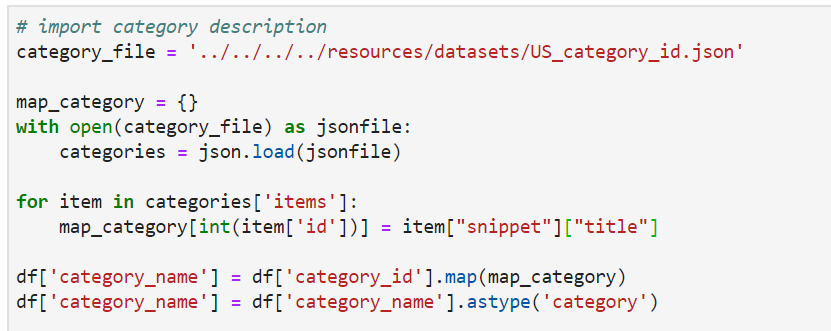 # import category description
category_file = '../../../../resources/datasets/US_category_id.json'
map_category = {}
with open(category_file) as jsonfile:
    categories = json.load(jsonfile)
for item in categories['items']:
    map_category[int(item['id'])] = item["snippet"]["title"]
df['category_name'] = df['category_id'].map(map_category)
df['category_name'] = df['category_name'].astype('category')